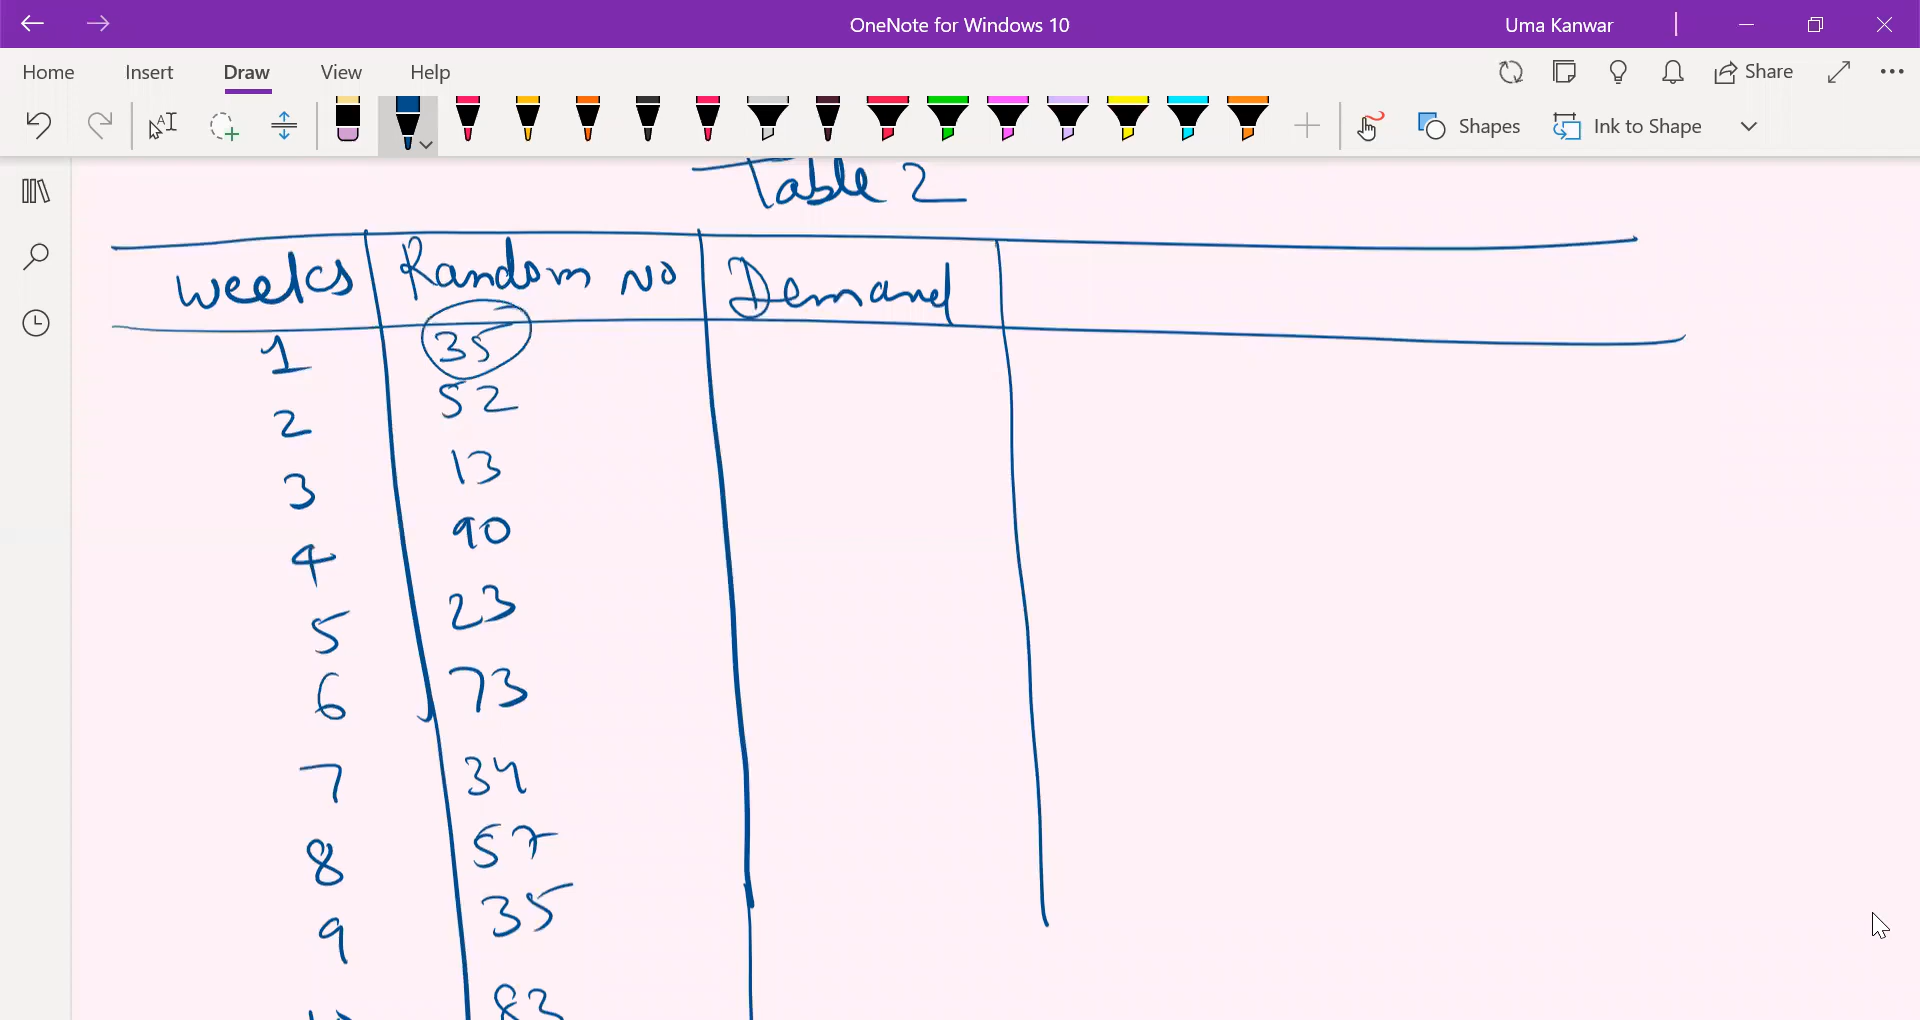 OneNote for Windows 10
Uma Kanwar
Home Insert Draw View Help
Share
Shapes Ink to Shape
Table 2
Weeks Random No Demand
1 35
2 52
3 13
4 90
5 23
6 73
7 34
8 57
9 35
83